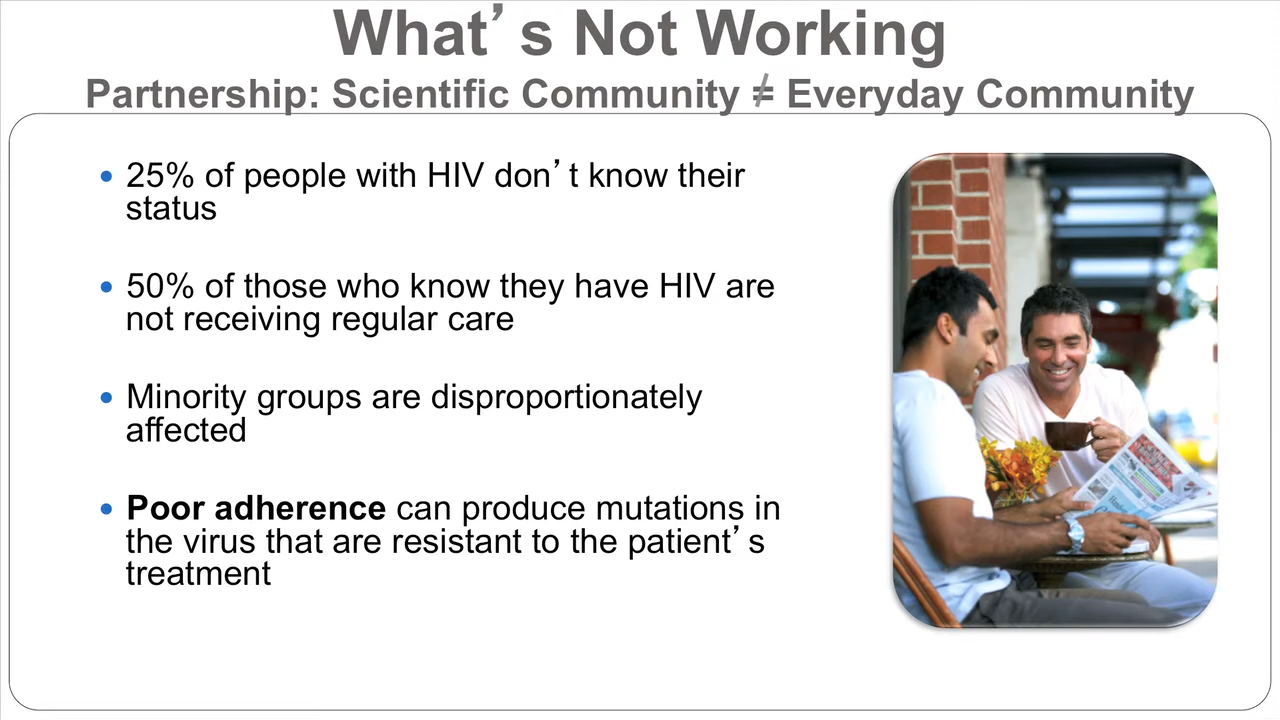 What’s Not Working
Partnership: Scientific Community ≠ Everyday Community
• 25% of people with HIV don’t know their
status
• 50% of those who know they have HIV are
not receiving regular care
• Minority groups are disproportionately
affected
• Poor adherence can produce mutations in
the virus that are resistant to the patient’s
treatment